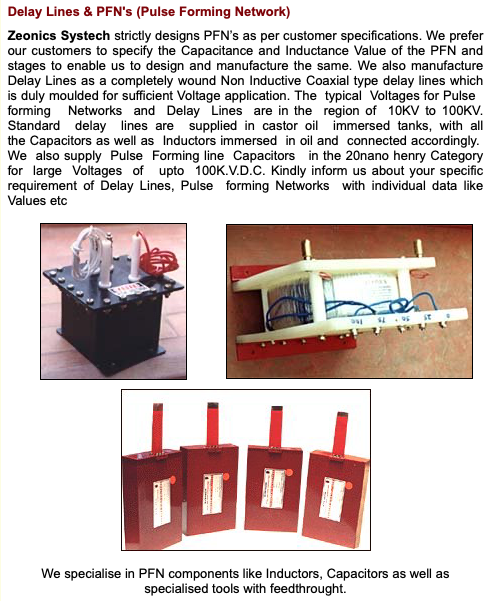 Delay Lines & PFN's (Pulse Forming Network)
Zeonics Systech strictly designs PFN's as per customer specifications. We prefer
our customers to specify the Capacitance and Inductance Value of the PFN and
stages to enable us to design and manufacture the same. We also manufacture
Delay Lines as a completely wound Non Inductive Coaxial type delay lines which
is duly moulded for sufficient Voltage application. The typical Voltages for Pulse
forming Networks and Delay Lines are in the region of 10KV to 100KV.
Standard delay lines are supplied in castor oil immersed tanks, with all
the Capacitors as well as Inductors immersed in oil and connected accordingly.
We also supply Pulse Forming line Capacitors in the 20nano henry Category
for large Voltages of upto 100K.V.D.C. Kindly inform us about your specific
requirement of Delay Lines, Pulse forming Networks with individual data like
Values etc
We specialise in PFN components like Inductors, Capacitors as well as
specialised tools with feedthrought.